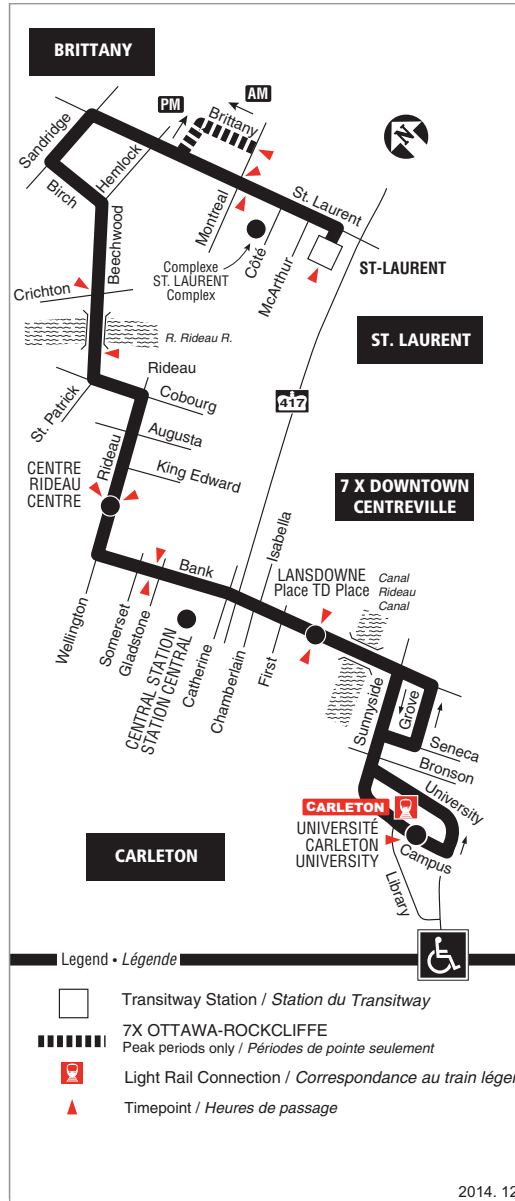 BRITTANY
AM
PM
Brittany
N
Sandridge
Hemlock
Birch
St. Laurent
Montreal
Côté
McArthur
Complexe
ST. LAURENT
Complex
ST-LAURENT
Beechwood
Crichton
R. Rideau R.
ST. LAURENT
St. Patrick
Rideau
Cobourg
417
Augusta
Rideau
King Edward
CENTRE
RIDEAU
CENTRE
7 X DOWNTOWN
CENTREVILLE
Isabella
Bank
LANSDOWNE
Place TD Place
Canal
Rideau
Canal
Wellington
Somerset
Gladstone
CENTRAL STATION
STATION CENTRAL
Catherine
Chamberlain
First
Sunnyside
Grove
Seneca
Bronson
University
CARLETON
UNIVERSITÉ
CARLETON
UNIVERSITY
Campus
Library
CARLETON
Legend • Légende
Transitway Station / Station du Transitway
7X OTTAWA-ROCKCLIFFE
Peak periods only / Périodes de pointe seulement
Light Rail Connection / Correspondance au train léger
Timepoint / Heures de passage
2014. 12